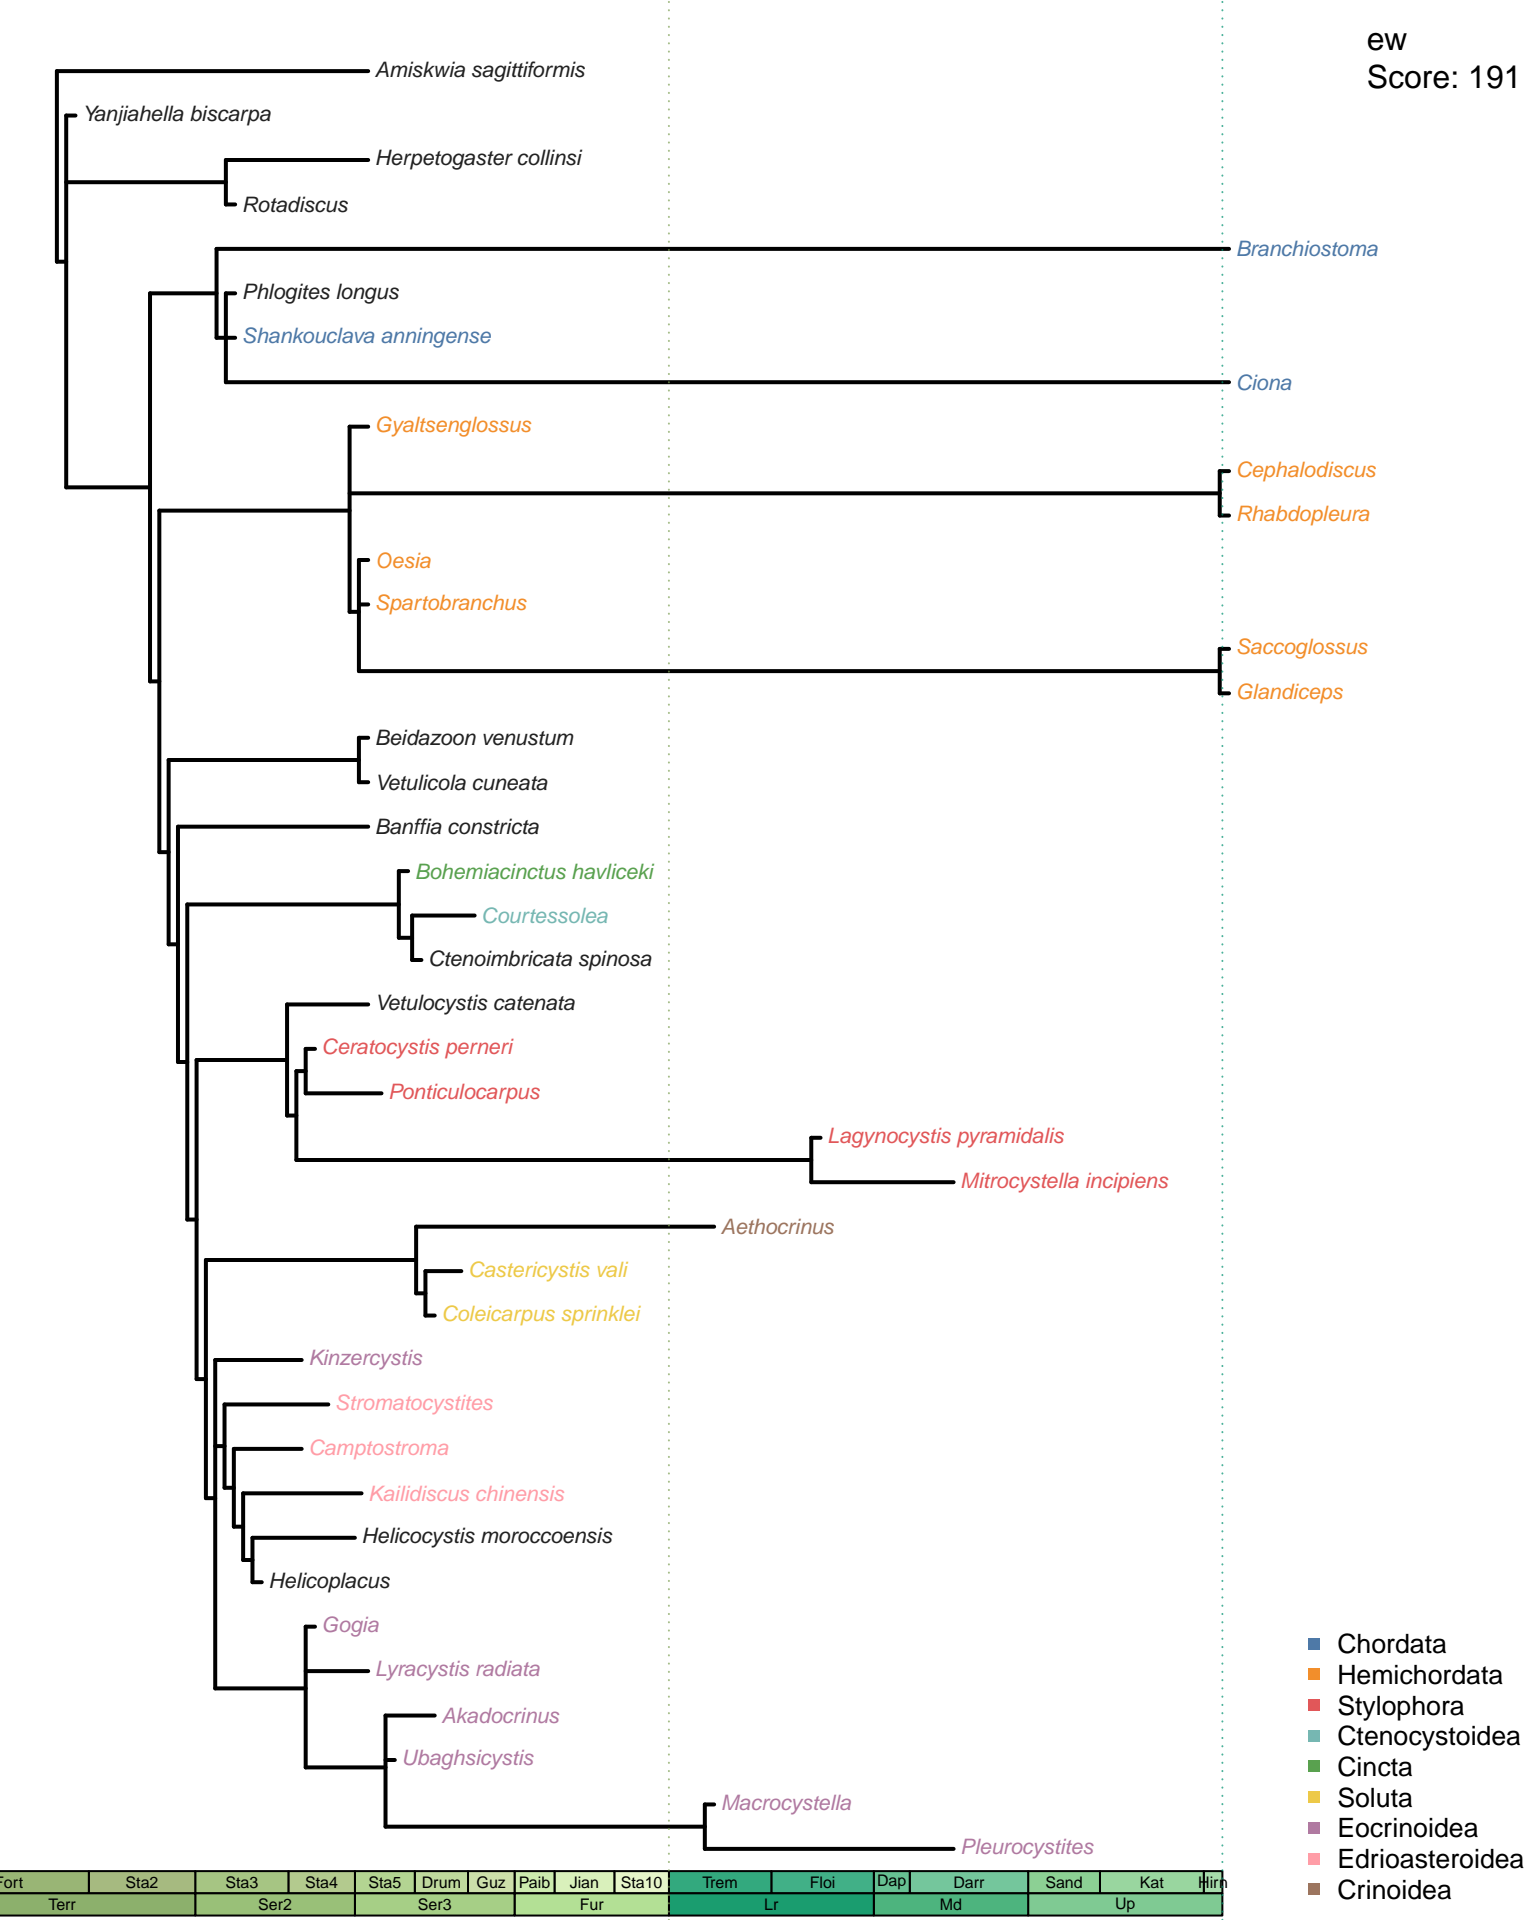 ew
Score: 191
Amiskwia sagittiformis
Yanjiahella biscarpa
Herpetogaster collinsi
Rotadiscus
Branchiostoma
Phlogites longus
Shankouclava anningense
Ciona
Gyaltsenglossus
Cephalodiscus
Rhabdopleura
Oesia
Spartobranchus
Saccoglossus
Glandiceps
Beidazoon venustum
Vetulicola cuneata
Banffia constricta
Bohemiacinctus havliceki
Courtessolea
Ctenoimbricata spinosa
Vetulocystis catenata
Ceratocystis perneri
Ponticulocarpus
Lagynocystis pyramidalis
Mitrocystella incipiens
Aethocrinus
Castericystis vali
Coleicarpus sprinklei
Kinzercystis
Stromatocystites
Camptostroma
Kailidiscus chinensis
Helicocystis moroccoensis
Helicoplacus
Gogia
Lyracystis radiata
Akadocrinus
Ubaghsicystis
Macrocystella
Pleurocystites
Chordata
Hemichordata
Stylophora
Ctenocystoidea
Cincta
Soluta
Eocrinoidea
Edrioasteroidea
Crinoidea
Fort Sta2 Sta3 Sta4 Sta5 Drum Guz Paib Jian Sta10 Trem Floi Dap Darr Sand Kat Hirn
Terr Ser2 Ser3 Fur Lr Md Up